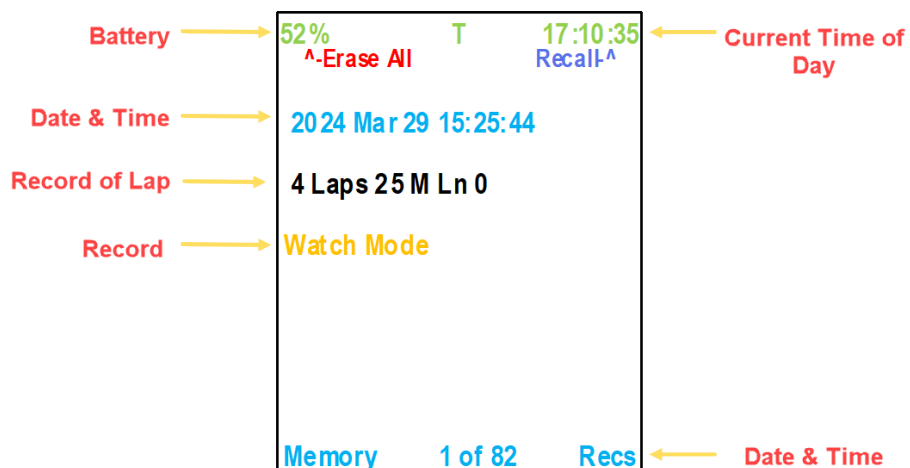 Battery 52% T 17:10:35 Current Time of Day
^-Erase All Recall-^
Date & Time 2024 Mar 29 15:25:44
Record of Lap 4 Laps 25 M Ln 0
Record Watch Mode
Memory 1 of 82 Recs Date & Time